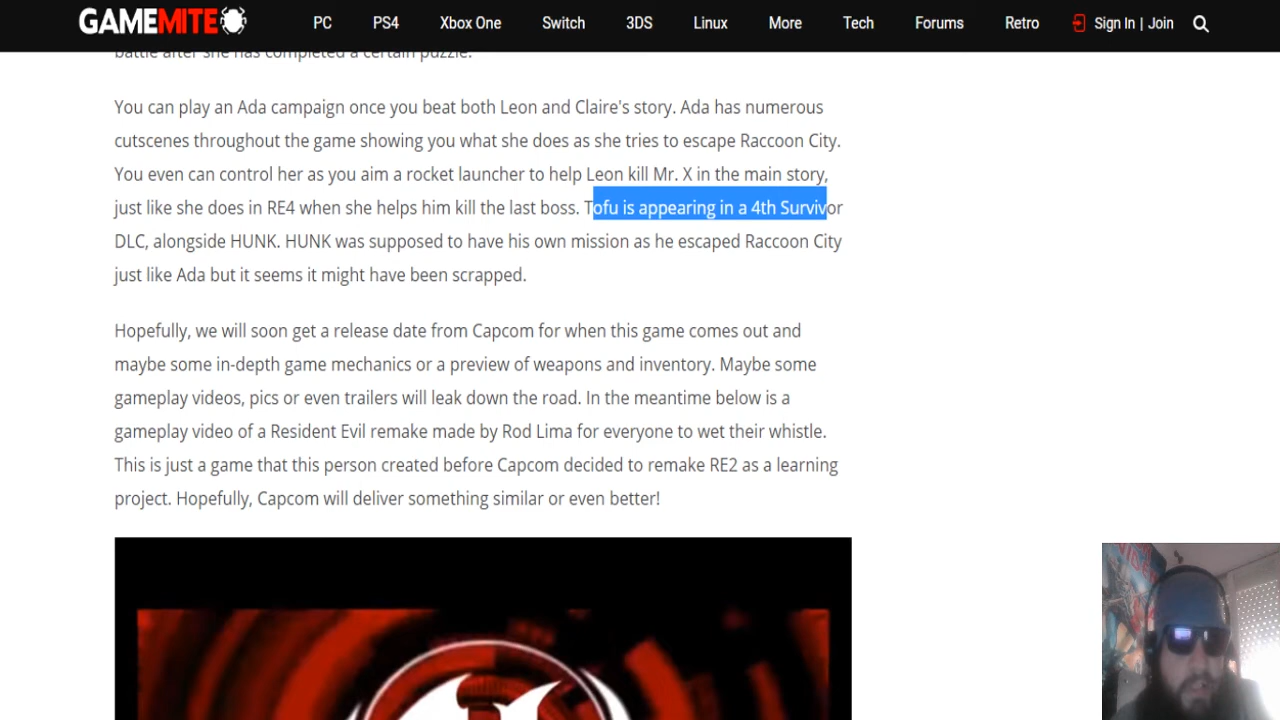 GAMEMITE PC PS4 Xbox One Switch 3DS Linux More Tech Forums Retro Sign In | Join
battle after she has completed a certain puzzle.
You can play an Ada campaign once you beat both Leon and Claire's story. Ada has numerous
cutscenes throughout the game showing you what she does as she tries to escape Raccoon City.
You even can control her as you aim a rocket launcher to help Leon kill Mr. X in the main story,
just like she does in RE4 when she helps him kill the last boss. Tofu is appearing in a 4th Survivor
DLC, alongside HUNK. HUNK was supposed to have his own mission as he escaped Raccoon City
just like Ada but it seems it might have been scrapped.
Hopefully, we will soon get a release date from Capcom for when this game comes out and
maybe some in-depth game mechanics or a preview of weapons and inventory. Maybe some
gameplay videos, pics or even trailers will leak down the road. In the meantime below is a
gameplay video of a Resident Evil remake made by Rod Lima for everyone to wet their whistle.
This is just a game that this person created before Capcom decided to remake RE2 as a learning
project. Hopefully, Capcom will deliver something similar or even better!